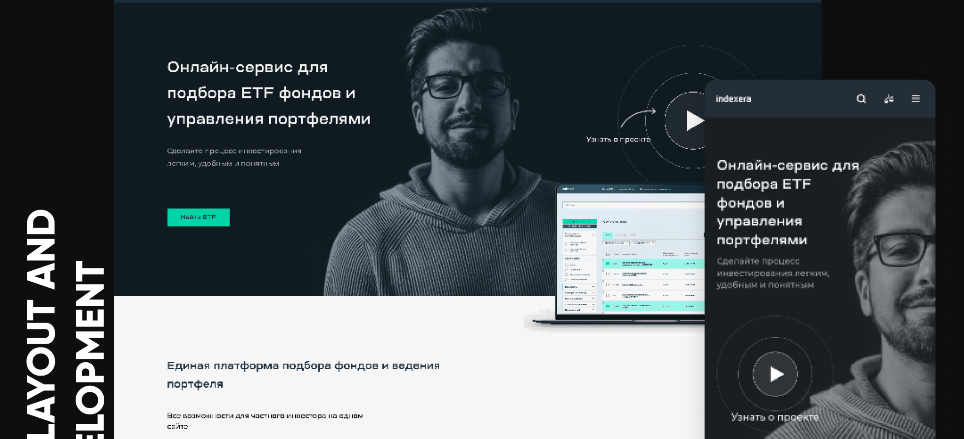 LAYOUT AND
ELOPMENT
Онлайн-сервис для
подбора ETF фондов и
управления портфелями
Сделайте процесс инвестирования
легким, удобным и понятным
Найти ETF
Узнать о проекте
Единая платформа подбора фондов и ведения
портфеля
Все возможности для частного инвестора на одном
сайте
indexera
Онлайн-сервис для
подбора ETF
фондов и
управления
портфелями
Сделайте процесс
инвестирования легким,
удобным и понятным
Узнать о проекте